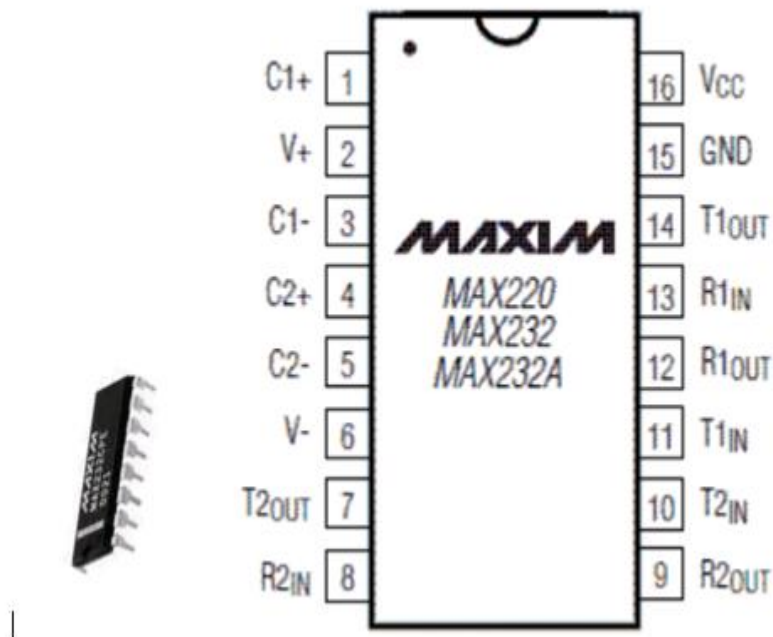 C1+ 1
V+ 2
C1- 3
C2+ 4
C2- 5
V- 6
T2OUT 7
R2IN 8
MAXIM
MAX220
MAX232
MAX232A
16 VCC
15 GND
14 T1OUT
13 R1IN
12 R1OUT
11 T1IN
10 T2IN
9 R2OUT
MAXIM